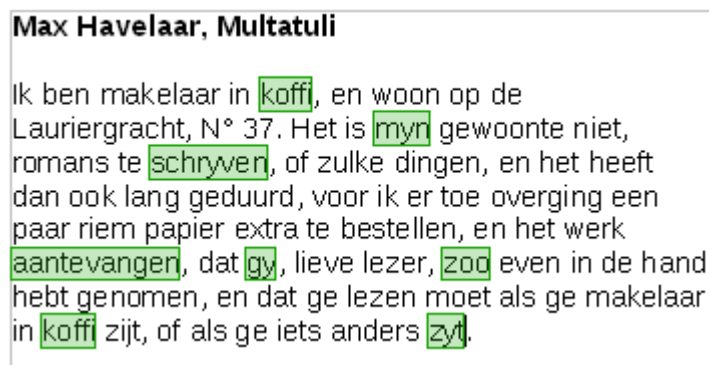 Max Havelaar, Multatuli
Ik ben makelaar in koffi, en woon op de
Lauriergracht, N° 37. Het is myn gewoonte niet,
romans te schryven, of zulke dingen, en het heeft
dan ook lang geduurd, voor ik er toe overging een
paar riem papier extra te bestellen, en het werk
aantevangen, dat gy, lieve lezer, zoo even in de hand
hebt genomen, en dat ge lezen moet als ge makelaar
in koffi zijt, of als ge iets anders zyt.